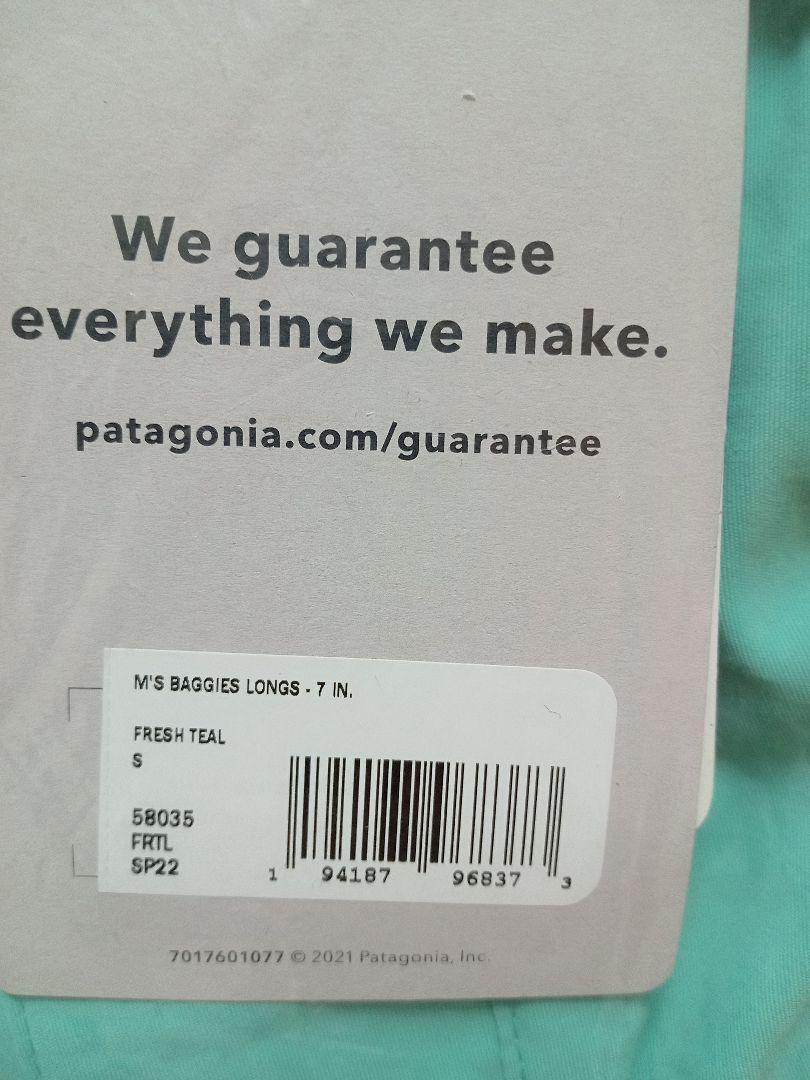 We guarantee
everything we make.
patagonia.com/guarantee
M'S BAGGIES LONGS - 7 IN.
FRESH TEAL
S
58035
FRTL
SP22
1 94187 96837 3
7017601077 © 2021 Patagonia, Inc.